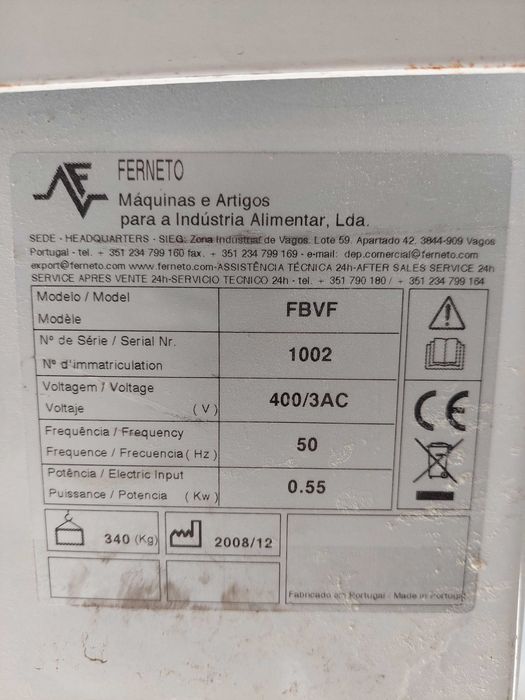 FERNETO
Máquinas e Artigos
para a Indústria Alimentar, Lda.
SEDE - HEADQUARTERS - SIEG: Zona Industrial de Vagos. Lote 59. Apartado 42. 3844-909 Vagos
Portugal - tel. + 351 234 799 160 fax. + 351 234 799 169 - e-mail: dep.comercial@ferneto.com
export@ferneto.com www.ferneto.com-ASSISTÊNCIA TÉCNICA 24h-AFTER SALES SERVICE 24h
SERVICE APRES VENTE 24h-SERVICIO TECNICO 24h - tel. + 351 790 180 / + 351 234 799 164
Modelo / Model
Modèle
FBVF
Nº de Série / Serial Nr.
Nº d'immatriculation
1002
Voltagem / Voltage
Voltaje (V)
400/3AC
Frequência / Frequency
Frequence / Frecuencia (Hz)
50
Potência / Electric Input
Puissance / Potencia (Kw)
0.55
CE
340 (Kg)
2008/12
Fabricado em Portugal - Made in Portugal